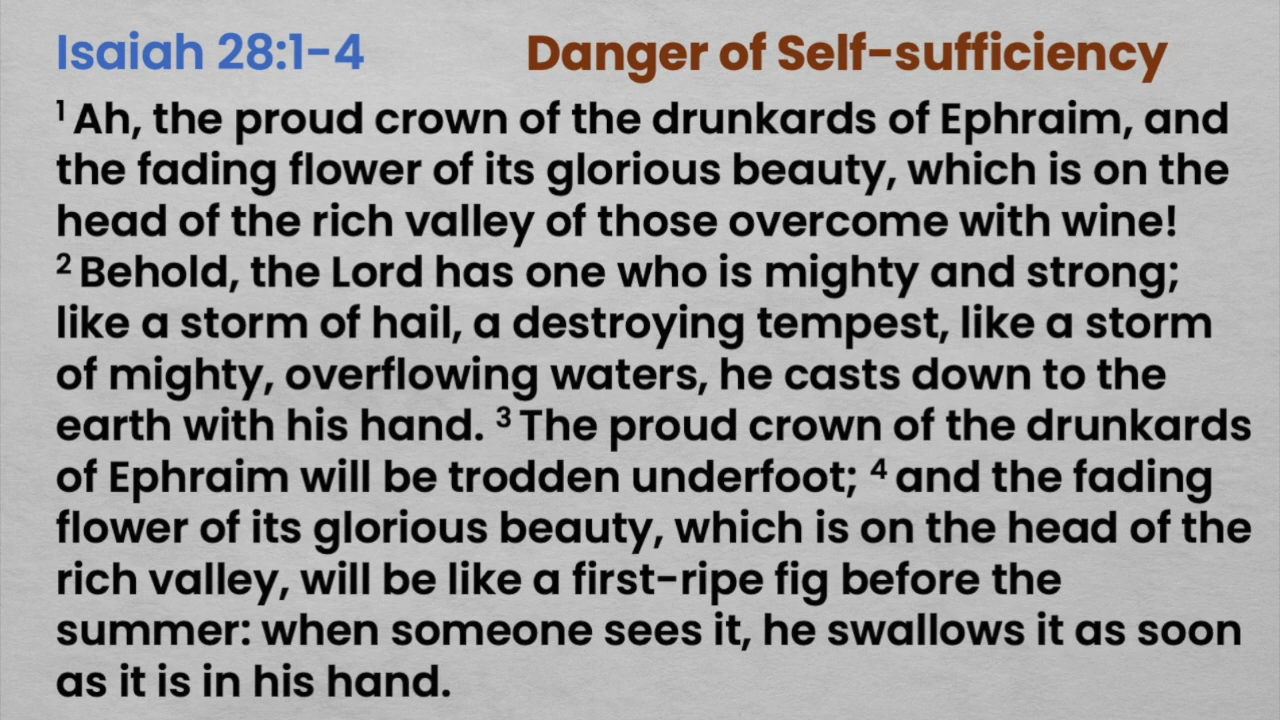 Isaiah 28:1-4 Danger of Self-sufficiency
¹ Ah, the proud crown of the drunkards of Ephraim, and
the fading flower of its glorious beauty, which is on the
head of the rich valley of those overcome with wine!
² Behold, the Lord has one who is mighty and strong;
like a storm of hail, a destroying tempest, like a storm
of mighty, overflowing waters, he casts down to the
earth with his hand. ³ The proud crown of the drunkards
of Ephraim will be trodden underfoot; ⁴ and the fading
flower of its glorious beauty, which is on the head of the
rich valley, will be like a first-ripe fig before the
summer: when someone sees it, he swallows it as soon
as it is in his hand.